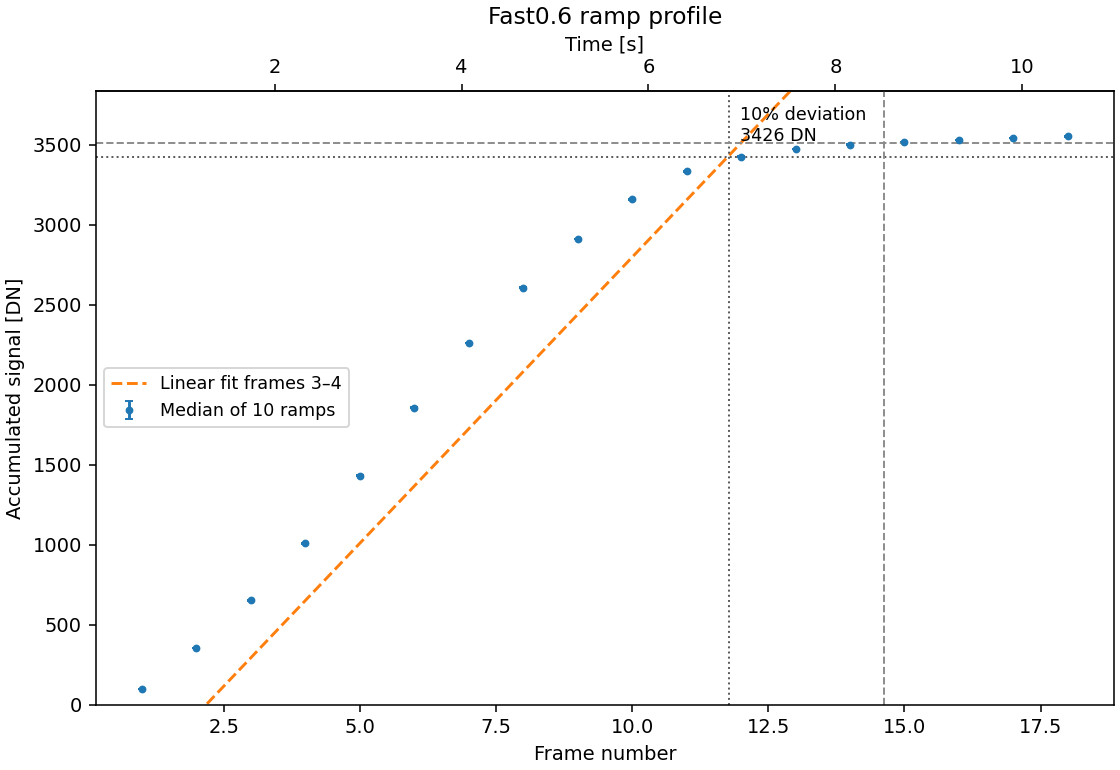 Fast0.6 ramp profile
Time [s]
2 4 6 8 10
10% deviation
3426 DN
3500
3000
2500
2000
1500
1000
500
0
Accumulated signal [DN]
Linear fit frames 3–4
Median of 10 ramps
2.5 5.0 7.5 10.0 12.5 15.0 17.5
Frame number